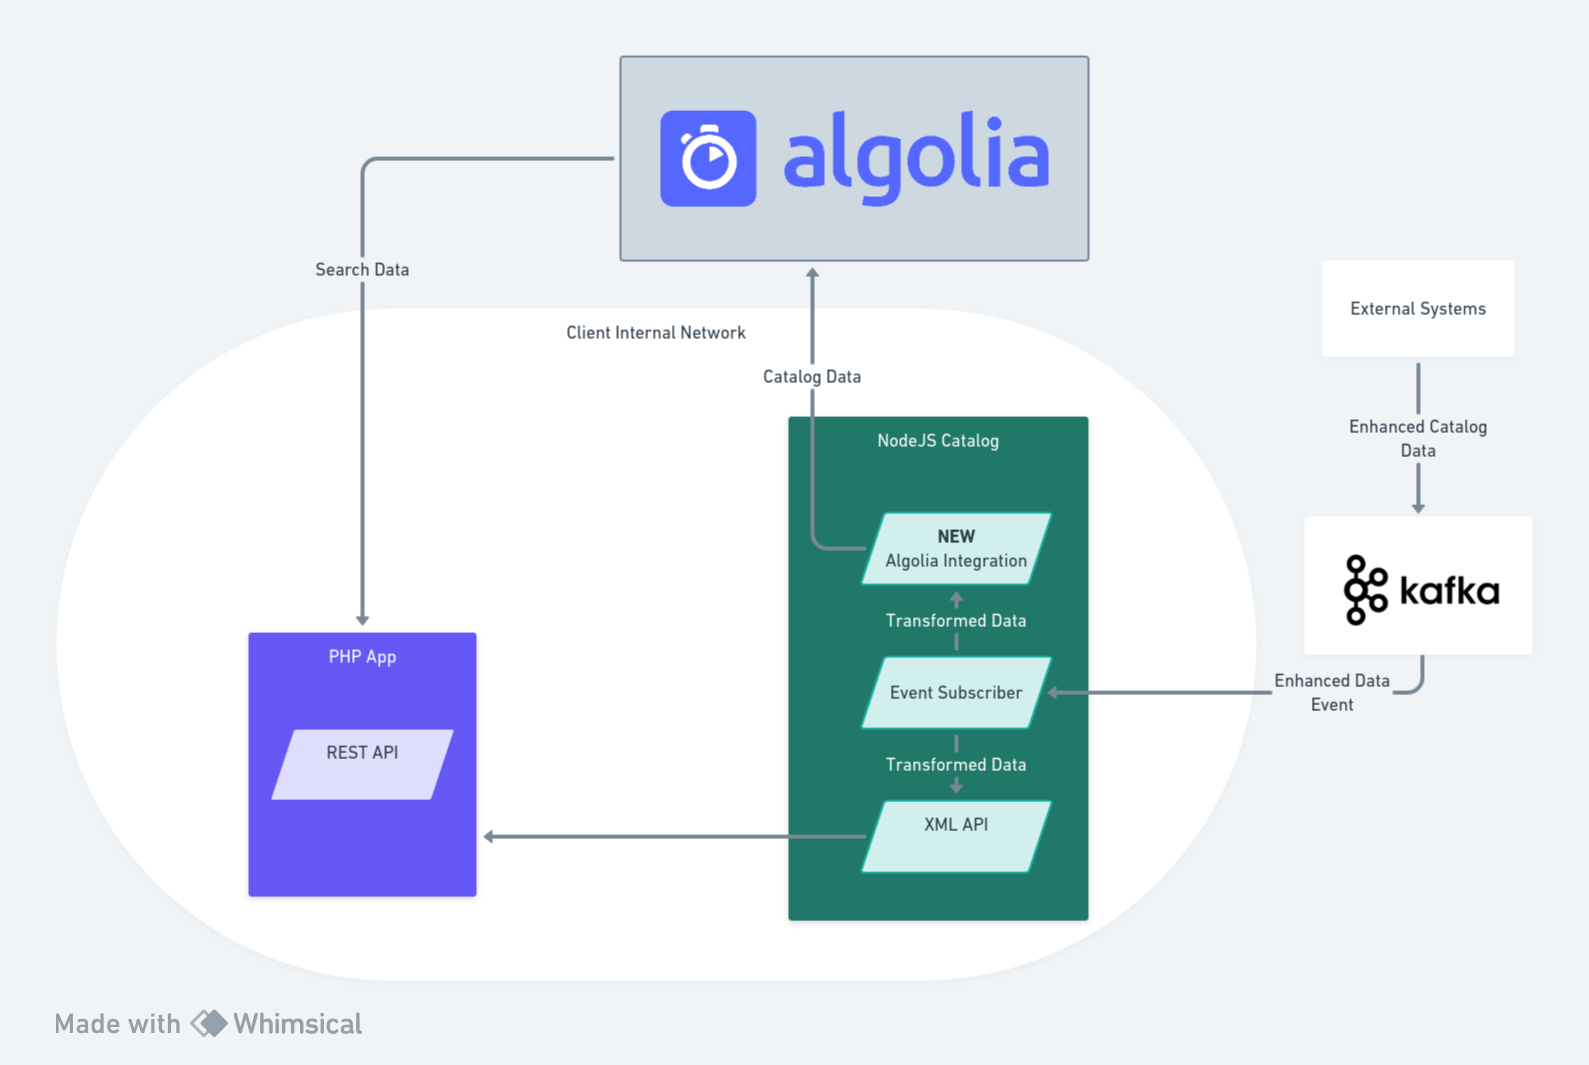 algolia
Search Data
External Systems
Client Internal Network
Catalog Data
Enhanced Catalog
Data
NodeJS Catalog
NEW
Algolia Integration
kafka
Transformed Data
PHP App
Event Subscriber
Enhanced Data
Event
REST API
Transformed Data
XML API
Made with Whimsical